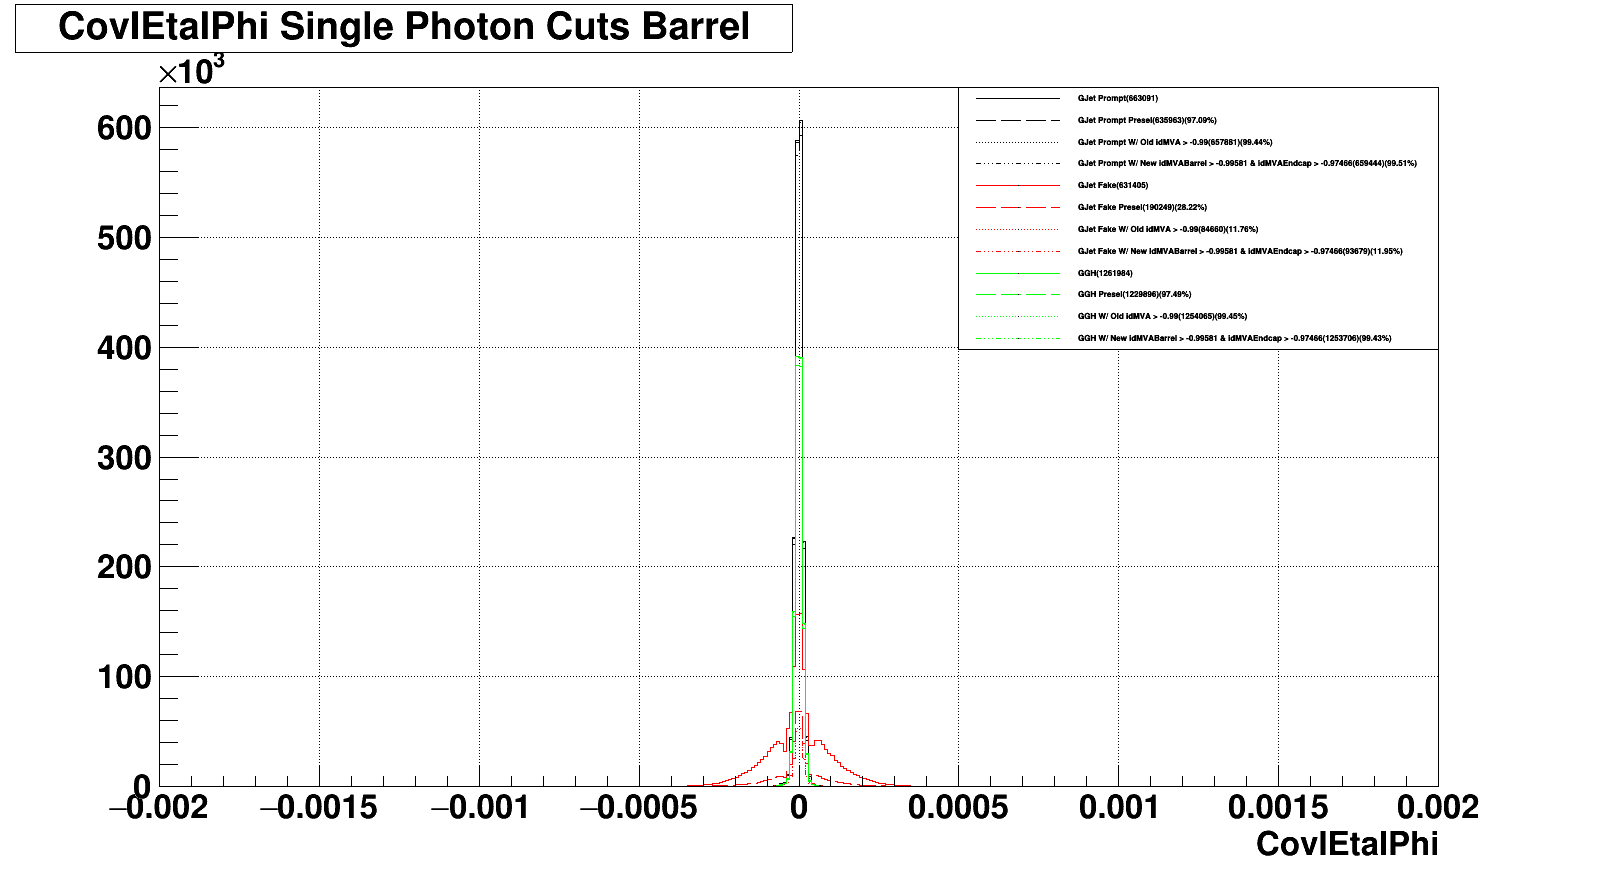 CovIEtaIPhi Single Photon Cuts Barrel
×10³
600
500
400
300
200
100
0
GJet Prompt(663091)
GJet Prompt Presel(635963)(97.09%)
GJet Prompt W/ Old idMVA > -0.99(657881)(99.44%)
GJet Prompt W/ New idMVABarrel > -0.99581 & idMVAEndcap > -0.97466(659444)(99.51%)
GJet Fake(631405)
GJet Fake Presel(190249)(28.22%)
GJet Fake W/ Old idMVA > -0.99(84660)(11.76%)
GJet Fake W/ New idMVABarrel > -0.99581 & idMVAEndcap > -0.97466(93679)(11.95%)
GGH(1261984)
GGH Presel(1229896)(97.49%)
GGH W/ Old idMVA > -0.99(1254065)(99.45%)
GGH W/ New idMVABarrel > -0.99581 & idMVAEndcap > -0.97466(1253706)(99.43%)
−0.002 −0.0015 −0.001 −0.0005 0 0.0005 0.001 0.0015 0.002
CovIEtaIPhi